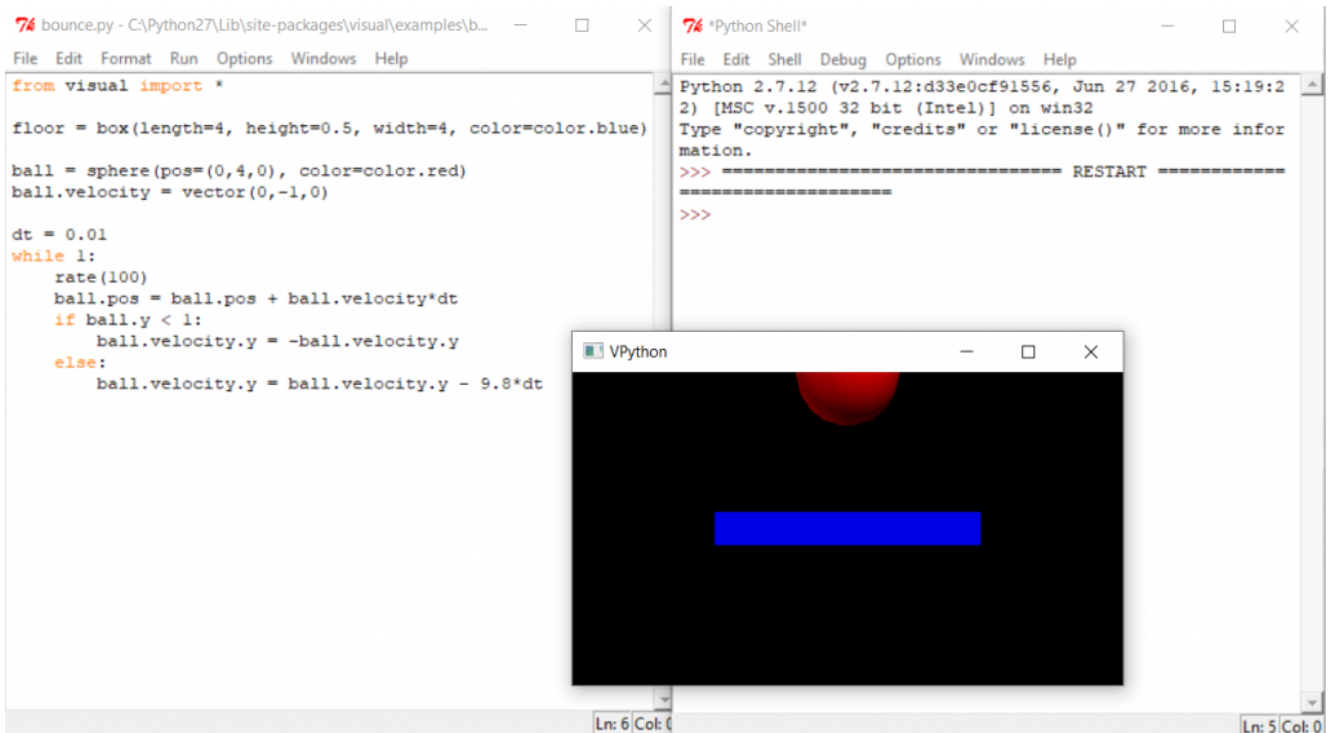 bounce.py - C:\Python27\Lib\site-packages\visual\examples\b...
File Edit Format Run Options Windows Help
from visual import *
floor = box(length=4, height=0.5, width=4, color=color.blue)
ball = sphere(pos=(0,4,0), color=color.red)
ball.velocity = vector(0,-1,0)
dt = 0.01
while 1:
    rate(100)
    ball.pos = ball.pos + ball.velocity*dt
    if ball.y < 1:
        ball.velocity.y = -ball.velocity.y
    else:
        ball.velocity.y = ball.velocity.y - 9.8*dt
Ln: 6 Col: 0
*Python Shell*
File Edit Shell Debug Options Windows Help
Python 2.7.12 (v2.7.12:d33e0cf91556, Jun 27 2016, 15:19:2
2) [MSC v.1500 32 bit (Intel)] on win32
Type "copyright", "credits" or "license()" for more infor
mation.
>>> ================================ RESTART ============
====================
>>>
VPython
Ln: 5 Col: 0